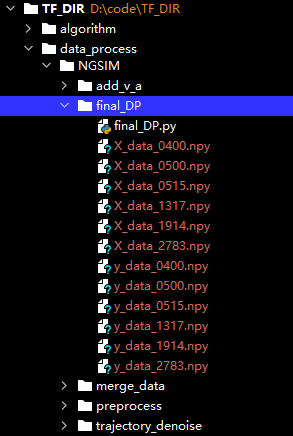 TF_DIR D:\code\TF_DIR
algorithm
data_process
NGSIM
add_v_a
final_DP
final_DP.py
X_data_0400.npy
X_data_0500.npy
X_data_0515.npy
X_data_1317.npy
X_data_1914.npy
X_data_2783.npy
y_data_0400.npy
y_data_0500.npy
y_data_0515.npy
y_data_1317.npy
y_data_1914.npy
y_data_2783.npy
merge_data
preprocess
trajectory_denoise